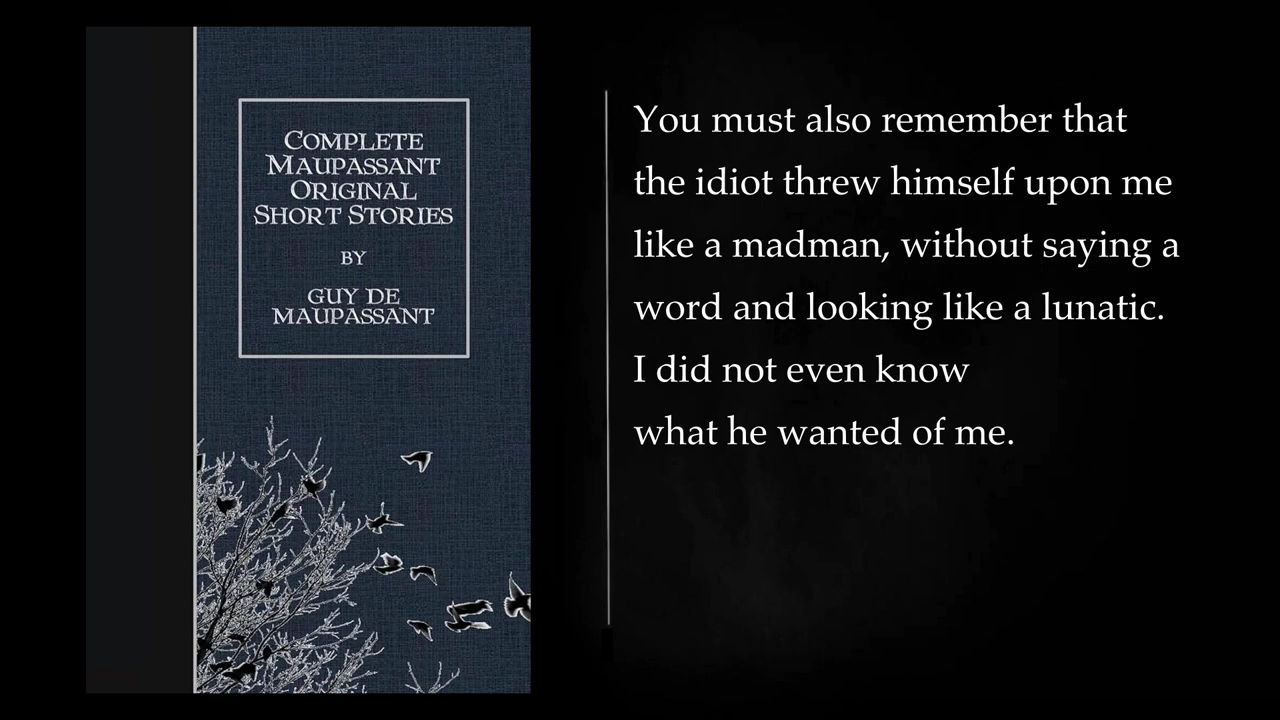 COMPLETE
MAUPASSANT
ORIGINAL
SHORT STORIES
BY
GUY DE
MAUPASSANT
You must also remember that
the idiot threw himself upon me
like a madman, without saying a
word and looking like a lunatic.
I did not even know
what he wanted of me.